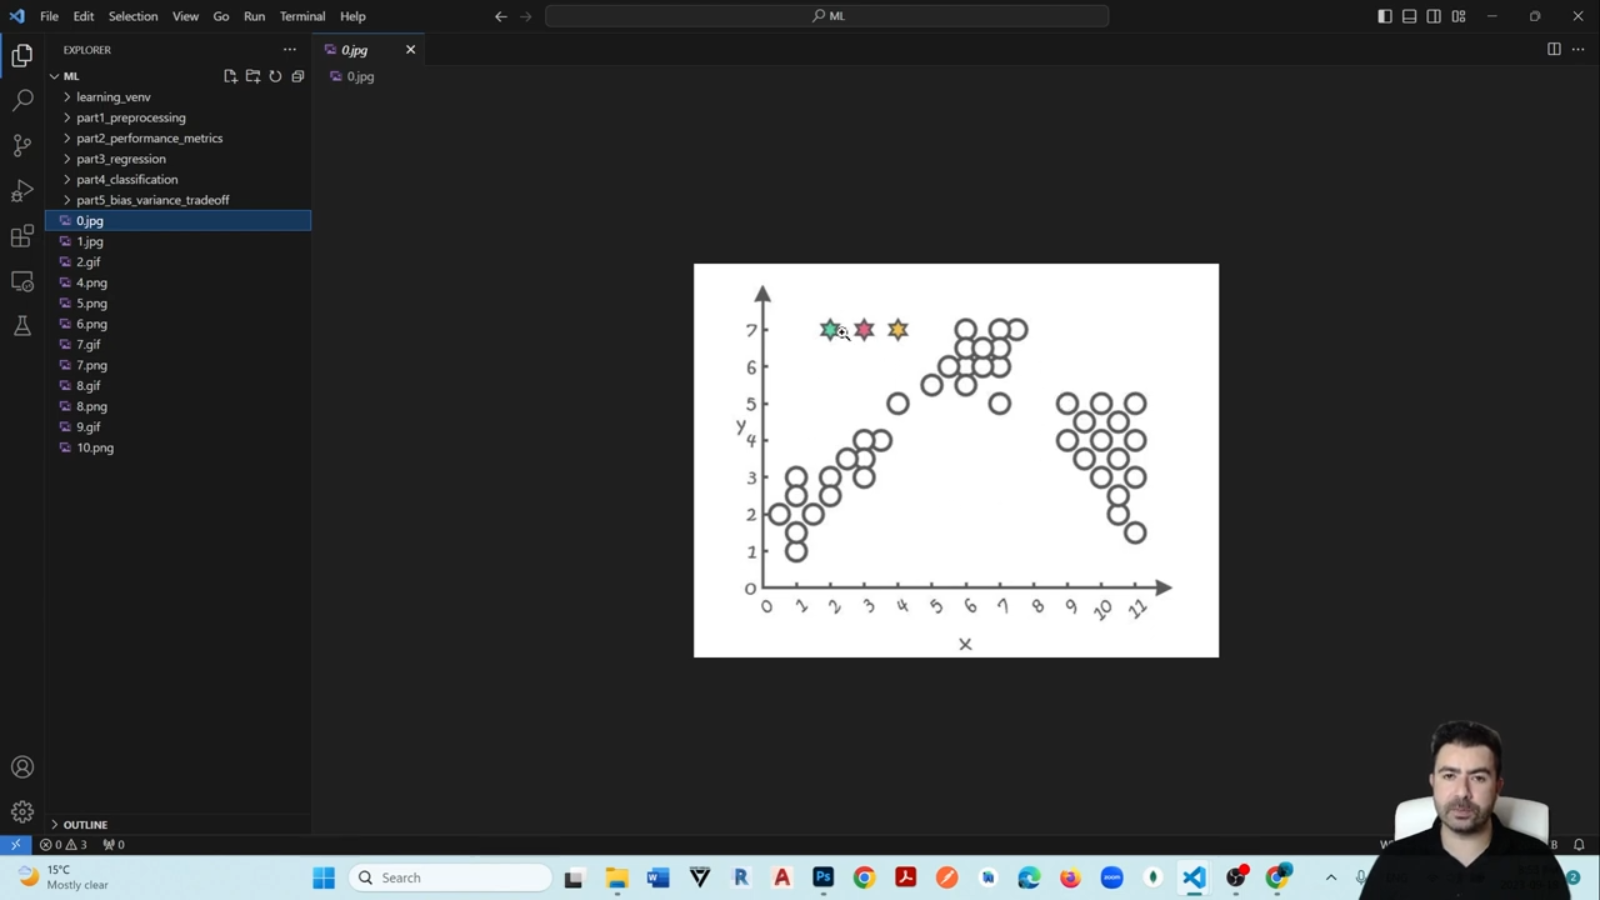 File Edit Selection View Go Run Terminal Help
ML
EXPLORER
0.jpg
ML
0.jpg
learning_venv
part1_preprocessing
part2_performance_metrics
part3_regression
part4_classification
part5_bias_variance_tradeoff
0.jpg
1.jpg
2.gif
4.png
5.png
6.png
7.gif
7.png
8.gif
8.png
9.gif
10.png
7
6
5
y
4
3
2
1
0
0 1 2 3 4 5 6 7 8 9 10 11
x
OUTLINE
0 3 0
15°C
Mostly clear
Search